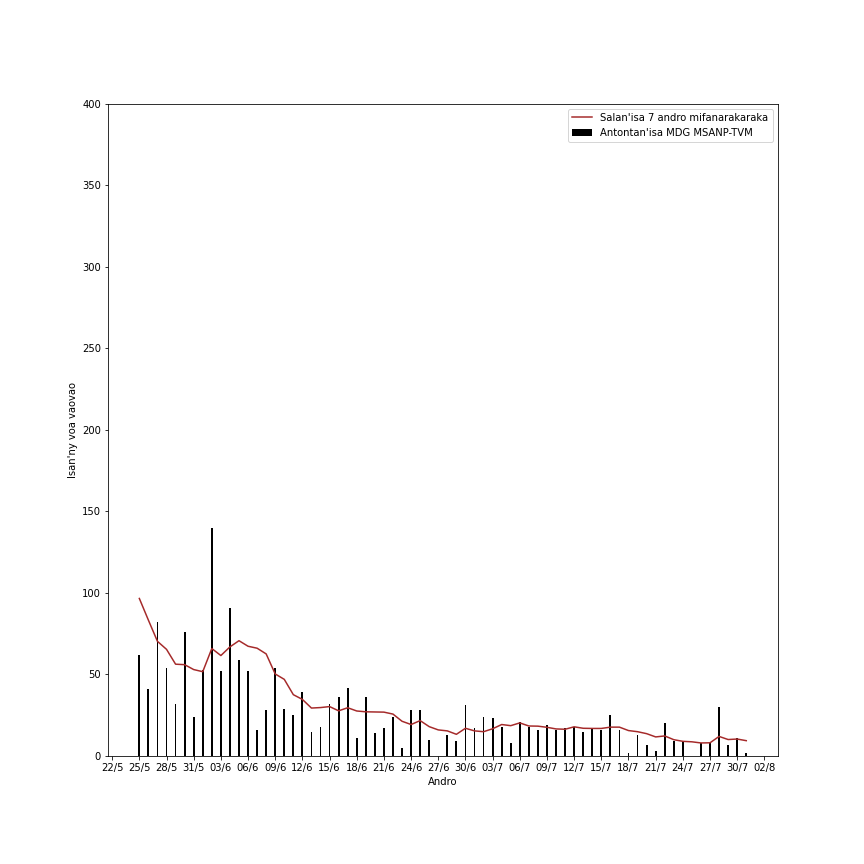 Salan'isa 7 andro mifanarakaraka
Antontan'isa MDG MSANP-TVM
400
350
300
250
200
150
100
50
0
Isan'ny voa vaovao
22/5 25/5 28/5 31/5 03/6 06/6 09/6 12/6 15/6 18/6 21/6 24/6 27/6 30/6 03/7 06/7 09/7 12/7 15/7 18/7 21/7 24/7 27/7 30/7 02/8
Andro